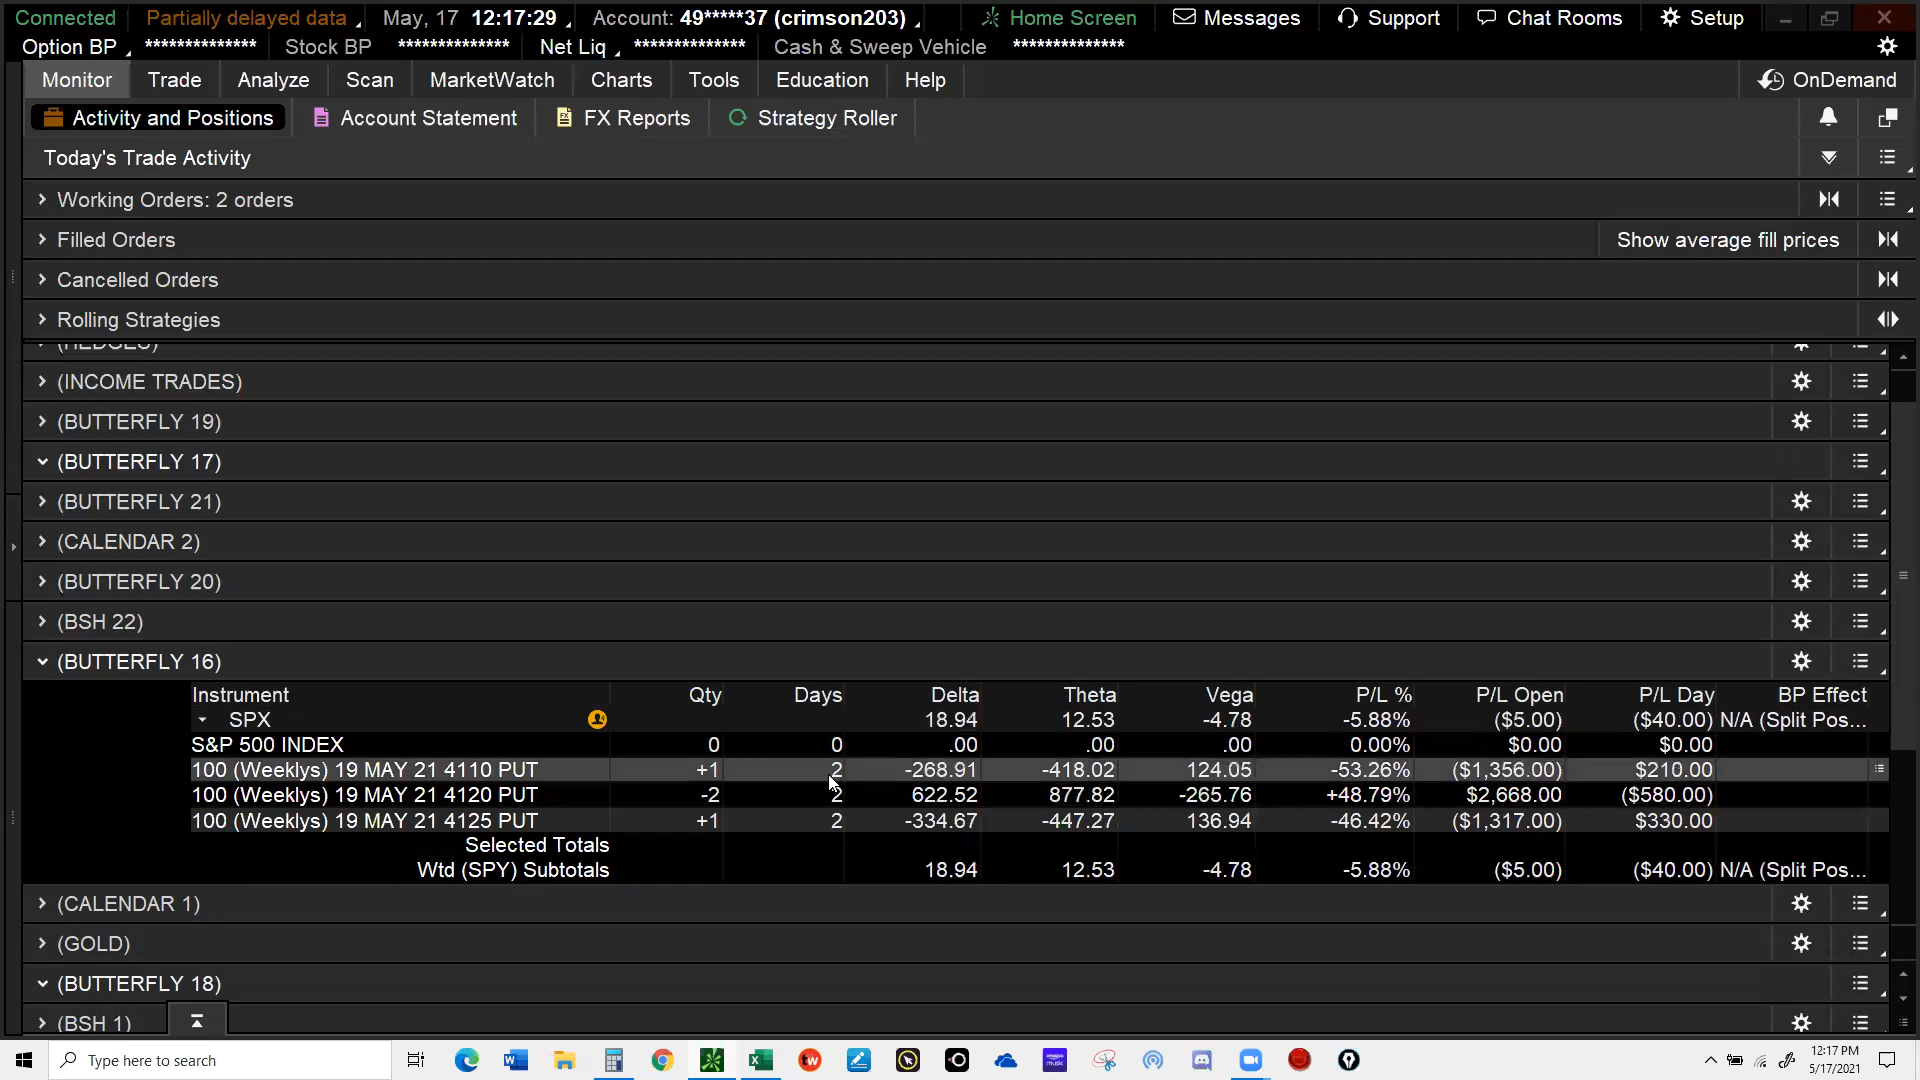 Connected Partially delayed data May, 17 12:17:29 Account: 49*****37 (crimson203) Home Screen Messages Support Chat Rooms Setup
Option BP ************** Stock BP ************** Net Liq ************** Cash & Sweep Vehicle **************
Monitor Trade Analyze Scan MarketWatch Charts Tools Education Help OnDemand
Activity and Positions Account Statement FX Reports Strategy Roller
Today's Trade Activity
Working Orders: 2 orders
Filled Orders Show average fill prices
Cancelled Orders
Rolling Strategies
(HEDGES)
(INCOME TRADES)
(BUTTERFLY 19)
(BUTTERFLY 17)
(BUTTERFLY 21)
(CALENDAR 2)
(BUTTERFLY 20)
(BSH 22)
(BUTTERFLY 16)
Instrument Qty Days Delta Theta Vega P/L % P/L Open P/L Day BP Effect
SPX 18.94 12.53 -4.78 -5.88% ($5.00) ($40.00) N/A (Split Pos...
S&P 500 INDEX 0 0 .00 .00 .00 0.00% $0.00 $0.00
100 (Weeklys) 19 MAY 21 4110 PUT +1 2 -268.91 -418.02 124.05 -53.26% ($1,356.00) $210.00
100 (Weeklys) 19 MAY 21 4120 PUT -2 2 622.52 877.82 -265.76 +48.79% $2,668.00 ($580.00)
100 (Weeklys) 19 MAY 21 4125 PUT +1 2 -334.67 -447.27 136.94 -46.42% ($1,317.00) $330.00
Selected Totals
Wtd (SPY) Subtotals 18.94 12.53 -4.78 -5.88% ($5.00) ($40.00) N/A (Split Pos...
(CALENDAR 1)
(GOLD)
(BUTTERFLY 18)
(BSH 1)
Type here to search
12:17 PM
5/17/2021